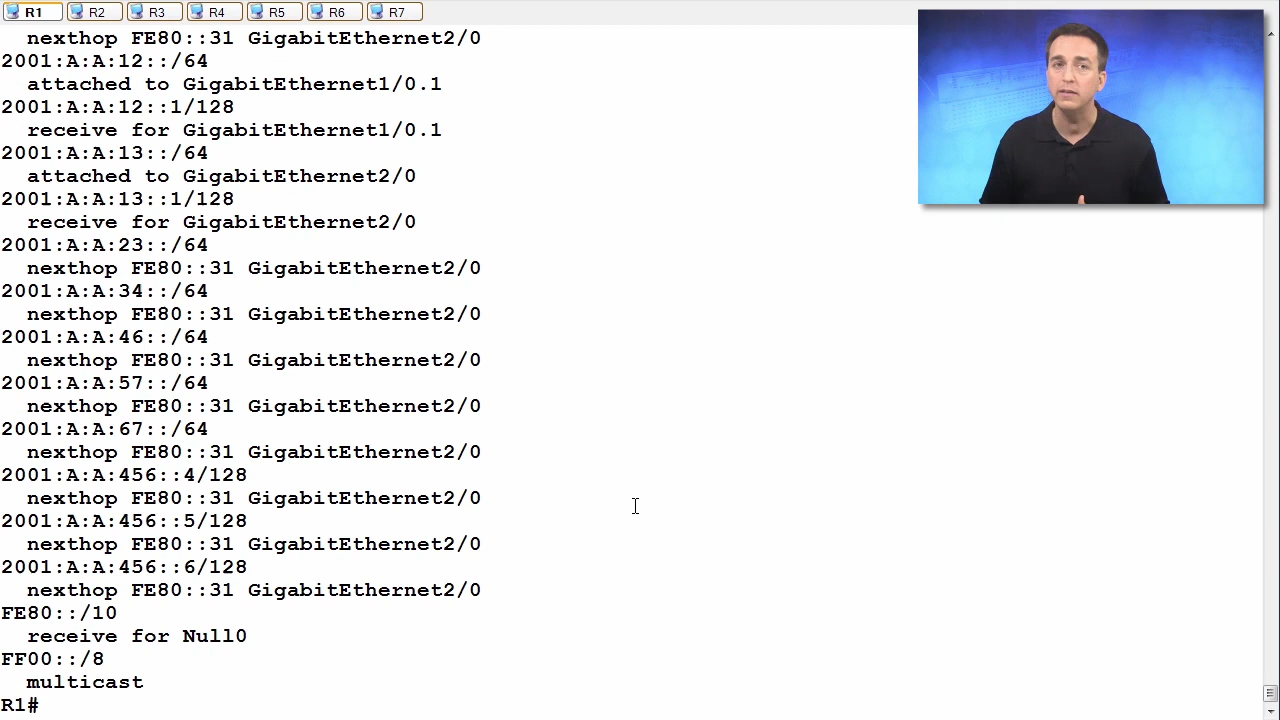 R1 R2 R3 R4 R5 R6 R7
nexthop FE80::31 GigabitEthernet2/0
2001:A:A:12::/64
attached to GigabitEthernet1/0.1
2001:A:A:12::1/128
receive for GigabitEthernet1/0.1
2001:A:A:13::/64
attached to GigabitEthernet2/0
2001:A:A:13::1/128
receive for GigabitEthernet2/0
2001:A:A:23::/64
nexthop FE80::31 GigabitEthernet2/0
2001:A:A:34::/64
nexthop FE80::31 GigabitEthernet2/0
2001:A:A:46::/64
nexthop FE80::31 GigabitEthernet2/0
2001:A:A:57::/64
nexthop FE80::31 GigabitEthernet2/0
2001:A:A:67::/64
nexthop FE80::31 GigabitEthernet2/0
2001:A:A:456::4/128
nexthop FE80::31 GigabitEthernet2/0
2001:A:A:456::5/128
nexthop FE80::31 GigabitEthernet2/0
2001:A:A:456::6/128
nexthop FE80::31 GigabitEthernet2/0
FE80::/10
receive for Null0
FF00::/8
multicast
R1#